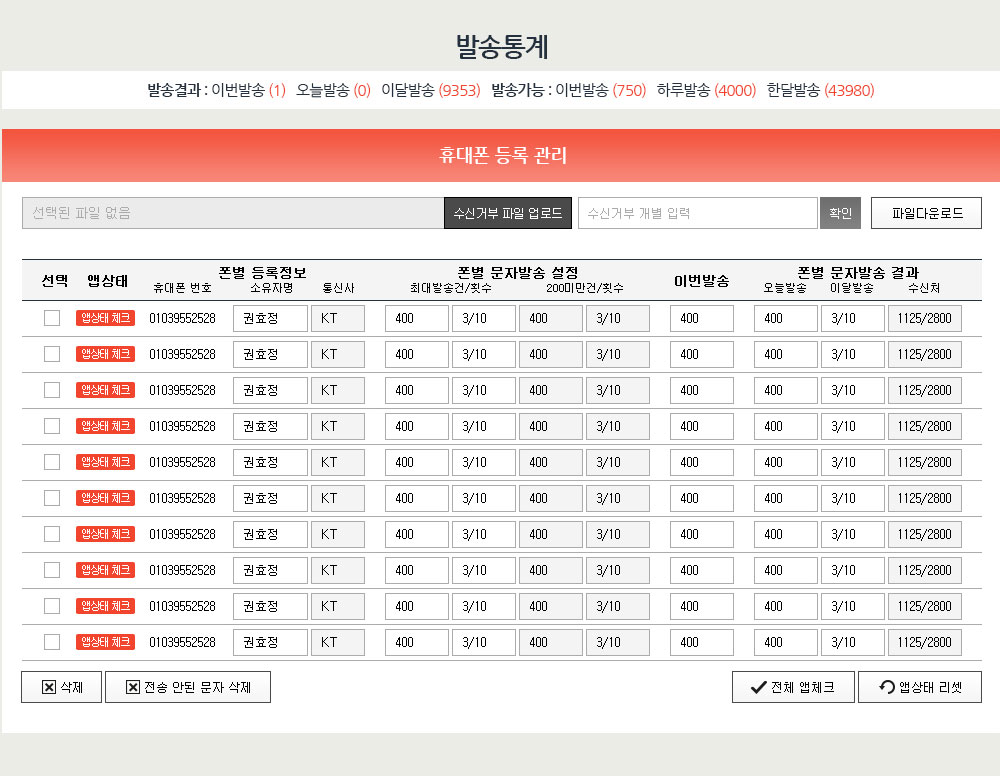 발송통계
발송결과 : 이번발송 (1) 오늘발송 (0) 이달발송 (9353) 발송가능 : 이번발송 (750) 하루발송 (4000) 한달발송 (43980)
휴대폰 등록 관리
선택된 파일 없음 수신거부 파일 업로드 수신거부 개별 입력 확인 파일다운로드
선택 앱상태 폰별 등록정보 폰별 문자발송 설정 이번발송 폰별 문자발송 결과
휴대폰 번호 소유자명 통신사 최대발송건/횟수 200미만건/횟수 오늘발송 이달발송 수신처
앱상태 체크 01039552528 권효정 KT 400 3/10 400 3/10 400 400 3/10 1125/2800
앱상태 체크 01039552528 권효정 KT 400 3/10 400 3/10 400 400 3/10 1125/2800
앱상태 체크 01039552528 권효정 KT 400 3/10 400 3/10 400 400 3/10 1125/2800
앱상태 체크 01039552528 권효정 KT 400 3/10 400 3/10 400 400 3/10 1125/2800
앱상태 체크 01039552528 권효정 KT 400 3/10 400 3/10 400 400 3/10 1125/2800
앱상태 체크 01039552528 권효정 KT 400 3/10 400 3/10 400 400 3/10 1125/2800
앱상태 체크 01039552528 권효정 KT 400 3/10 400 3/10 400 400 3/10 1125/2800
앱상태 체크 01039552528 권효정 KT 400 3/10 400 3/10 400 400 3/10 1125/2800
앱상태 체크 01039552528 권효정 KT 400 3/10 400 3/10 400 400 3/10 1125/2800
앱상태 체크 01039552528 권효정 KT 400 3/10 400 3/10 400 400 3/10 1125/2800
삭제 전송 안된 문자 삭제 전체 앱체크 앱상태 리셋